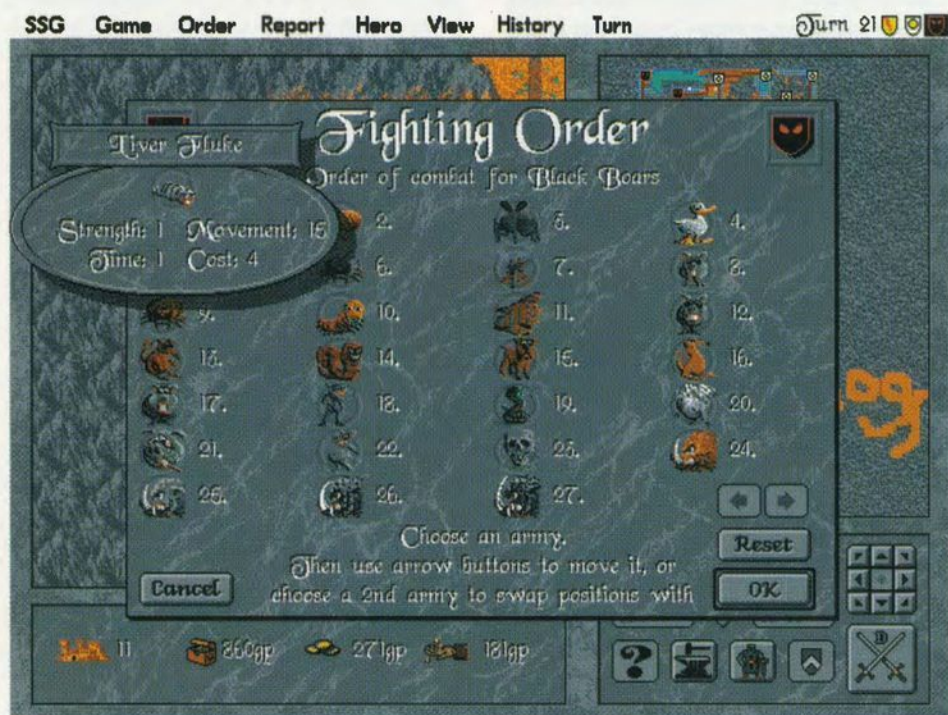 SSG Game Order Report Hero View History Turn Turn 21
Fighting Order
Liver Fluke
Order of combat for Black Boars
Strength: 1 Movement: 15
Time: 1 Cost: 4
2. 3. 4.
6. 7. 8.
9. 10. 11. 12.
13. 14. 15. 16.
17. 18. 19. 20.
21. 22. 23. 24.
25. 26. 27.
Choose an army.
Then use arrow buttons to move it, or
choose a 2nd army to swap positions with
Reset
Cancel
OK
11 860gp 271gp 181gp
?
D